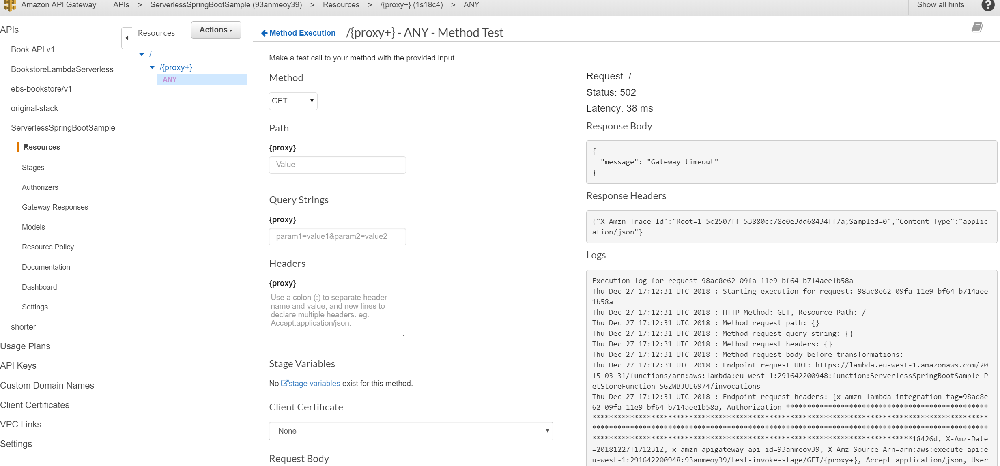 Amazon API Gateway
APIs > ServerlessSpringBootSample (93anmeoy39) > Resources > /{proxy+} (1s18c4) > ANY
Show all hints
?
APIs
Book API v1
BookstoreLambdaServerless
ebs-bookstore/v1
original-stack
ServerlessSpringBootSample
Resources
Stages
Authorizers
Gateway Responses
Models
Resource Policy
Documentation
Dashboard
Settings
shorter
Usage Plans
API Keys
Custom Domain Names
Client Certificates
VPC Links
Settings
Resources
Actions
/
/{proxy+}
ANY
Method Execution
/{proxy+} - ANY - Method Test
Make a test call to your method with the provided input
Method
GET
Path
{proxy}
Value
Query Strings
{proxy}
param1=value1&param2=value2
Headers
{proxy}
Use a colon (:) to separate header
name and value, and new lines to
declare multiple headers. eg.
Accept:application/json.
Stage Variables
No stage variables exist for this method.
Client Certificate
None
Request Body
Request: /
Status: 502
Latency: 38 ms
Response Body
{
"message": "Gateway timeout"
}
Response Headers
{"X-Amzn-Trace-Id":"Root=1-5c2507ff-53880cc78e0e3dd68434ff7a;Sampled=0","Content-Type":"applic
ation/json"}
Logs
Execution log for request 98ac8e62-09fa-11e9-bf64-b714aee1b58a
Thu Dec 27 17:12:31 UTC 2018 : Starting execution for request: 98ac8e62-09fa-11e9-bf64-b714aee
1b58a
Thu Dec 27 17:12:31 UTC 2018 : HTTP Method: GET, Resource Path: /
Thu Dec 27 17:12:31 UTC 2018 : Method request path: {}
Thu Dec 27 17:12:31 UTC 2018 : Method request query string: {}
Thu Dec 27 17:12:31 UTC 2018 : Method request headers: {}
Thu Dec 27 17:12:31 UTC 2018 : Method request body before transformations:
Thu Dec 27 17:12:31 UTC 2018 : Endpoint request URI: https://lambda.eu-west-1.amazonaws.com/20
15-03-31/functions/arn:aws:lambda:eu-west-1:291642200948:function:ServerlessSpringBootSample-P
etStoreFunction-SG2WBJUE6974/invocations
Thu Dec 27 17:12:31 UTC 2018 : Endpoint request headers: {x-amzn-lambda-integration-tag=98ac8e
62-09fa-11e9-bf64-b714aee1b58a, Authorization=************************************************
**********************************************************************************************
**********************************************************************************************
****************************************************************************18426d, X-Amz-Date
=20181227T171231Z, x-amzn-apigateway-api-id=93anmeoy39, X-Amz-Source-Arn=arn:aws:execute-api:e
u-west-1:291642200948:93anmeoy39/test-invoke-stage/GET/{proxy+}, Accept=application/json, User